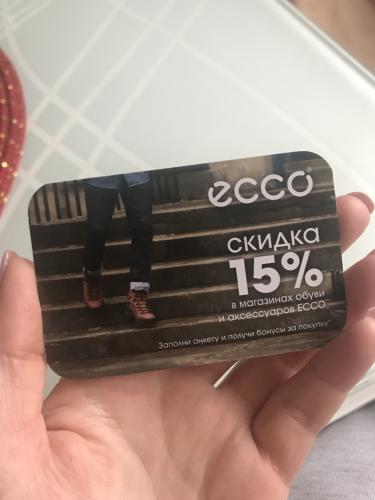 ecco®
скидка
15%
в магазинах обуви
и аксессуаров ECCO
Заполни анкету и получи бонусы за покупку*